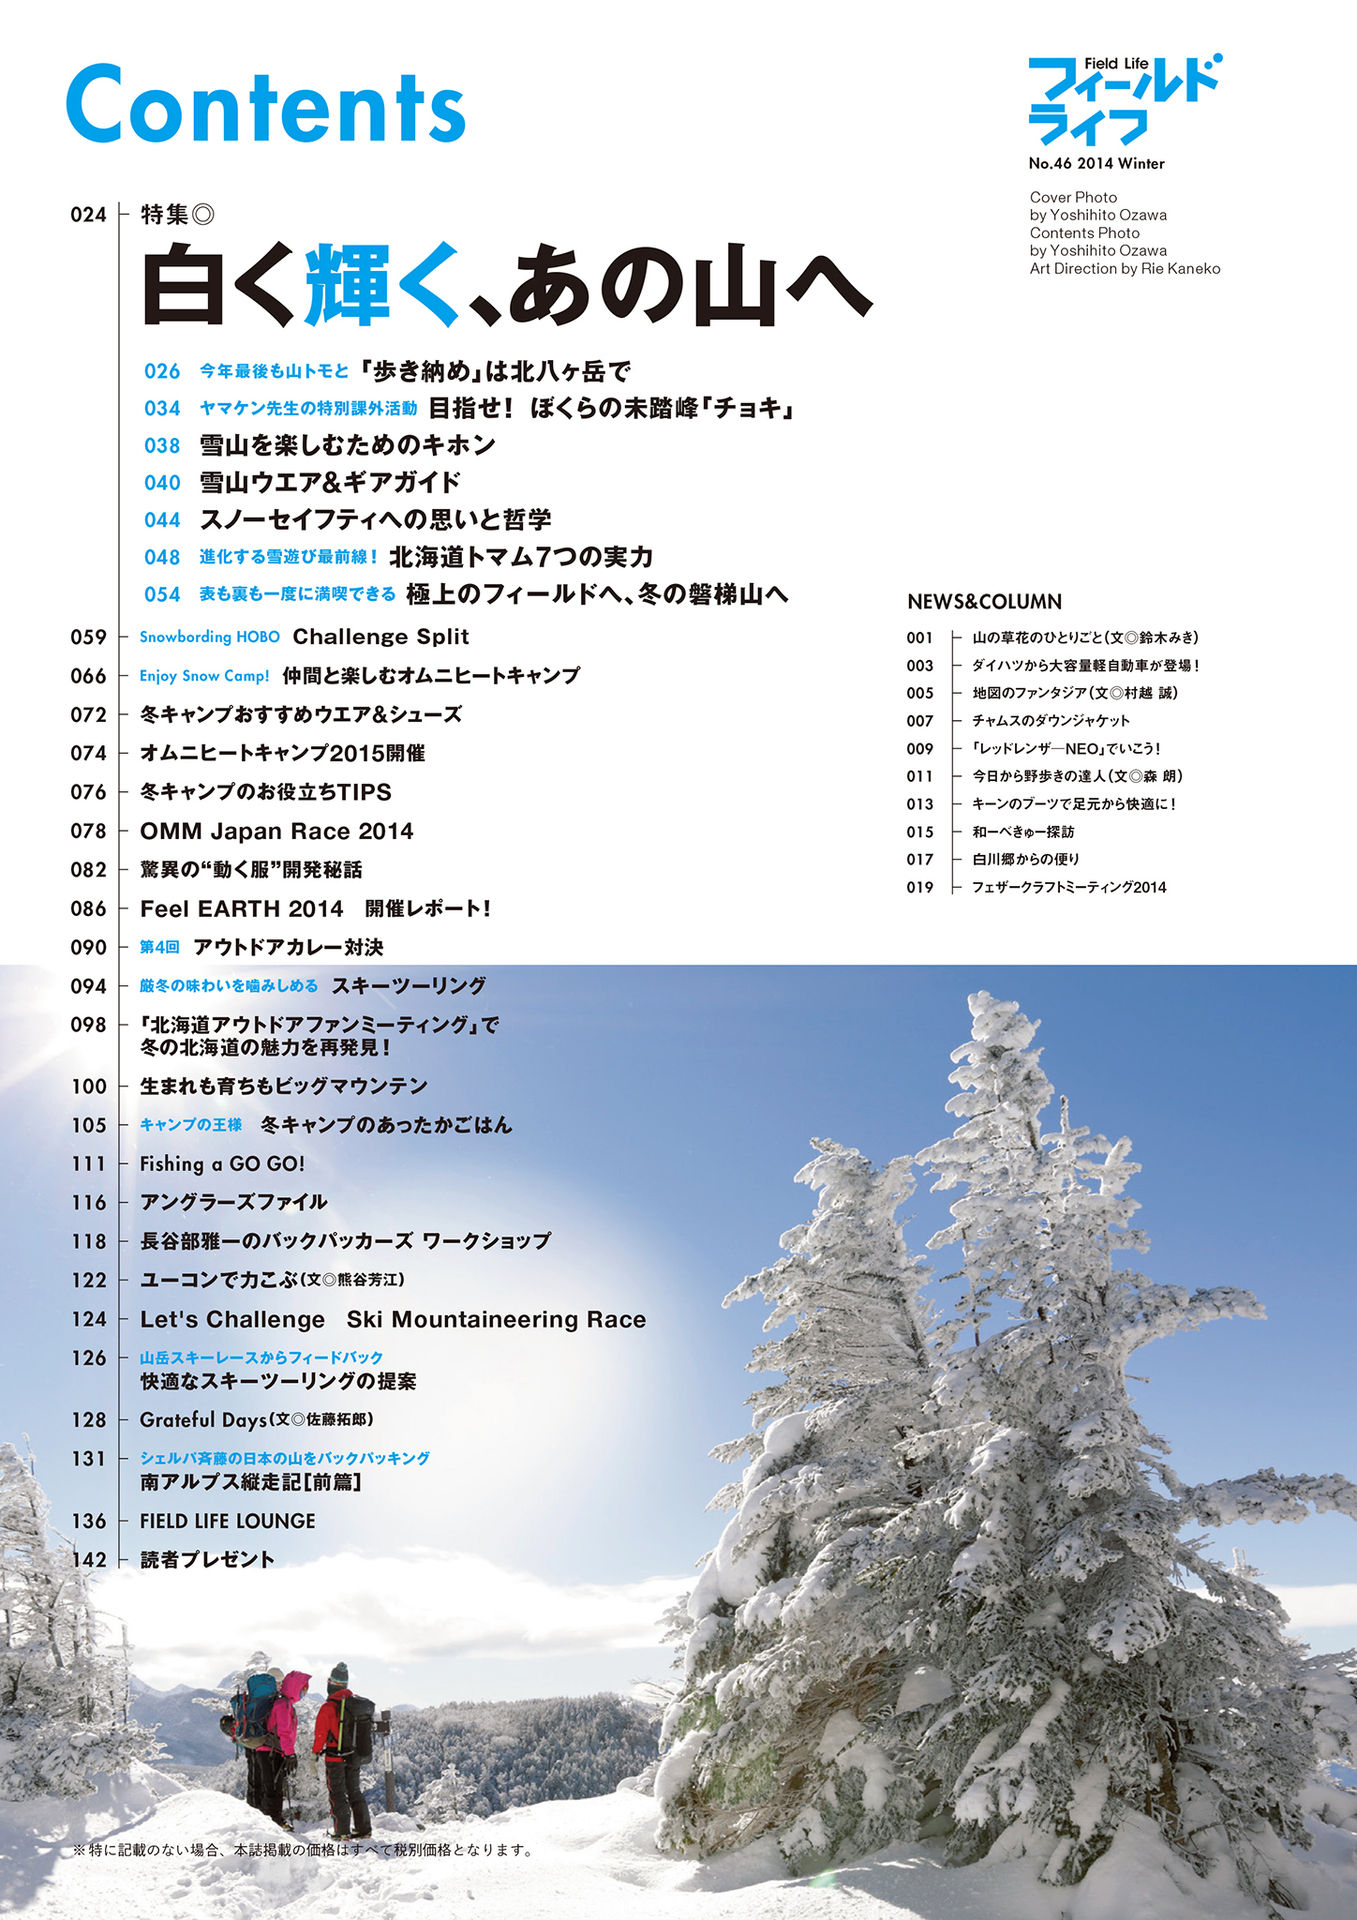 Contents
Field Life
フィールド
ライフ
No.46 2014 Winter
Cover Photo
by Yoshihito Ozawa
Contents Photo
by Yoshihito Ozawa
Art Direction by Rie Kaneko
024 特集◎
白く輝く、あの山へ
026 今年最後も山トモと 「歩き納め」は北八ヶ岳で
034 ヤマケン先生の特別課外活動 目指せ！ ぼくらの未踏峰「チョキ」
038 雪山を楽しむためのキホン
040 雪山ウエア&ギアガイド
044 スノーセイフティへの思いと哲学
048 進化する雪遊び最前線！ 北海道トマム7つの実力
054 表も裏も一度に満喫できる 極上のフィールドへ、冬の磐梯山へ
059 Snowbording HOBO Challenge Split
066 Enjoy Snow Camp! 仲間と楽しむオムニヒートキャンプ
072 冬キャンプおすすめウエア&シューズ
074 オムニヒートキャンプ2015開催
076 冬キャンプのお役立ちTIPS
078 OMM Japan Race 2014
082 驚異の“動く服”開発秘話
086 Feel EARTH 2014 開催レポート！
090 第4回 アウトドアカレー対決
094 厳冬の味わいを噛みしめる スキーツーリング
098 「北海道アウトドアファンミーティング」で
冬の北海道の魅力を再発見！
100 生まれも育ちもビッグマウンテン
105 キャンプの王様 冬キャンプのあったかごはん
111 Fishing a GO GO!
116 アングラーズファイル
118 長谷部雅一のバックパッカーズ ワークショップ
122 ユーコンで力こぶ（文◎熊谷芳江）
124 Let's Challenge Ski Mountaineering Race
126 山岳スキーレースからフィードバック
快適なスキーツーリングの提案
128 Grateful Days（文◎佐藤拓郎）
131 シェルパ斉藤の日本の山をバックパッキング
南アルプス縦走記［前篇］
136 FIELD LIFE LOUNGE
142 読者プレゼント
NEWS&COLUMN
001 山の草花のひとりごと（文◎鈴木みき）
003 ダイハツから大容量軽自動車が登場！
005 地図のファンタジア（文◎村越 誠）
007 チャムスのダウンジャケット
009 「レッドレンザーNEO」でいこう！
011 今日から野歩きの達人（文◎森 朗）
013 キーンのブーツで足元から快適に！
015 和ーべきゅー探訪
017 白川郷からの便り
019 フェザークラフトミーティング2014
※特に記載のない場合、本誌掲載の価格はすべて税別価格となります。